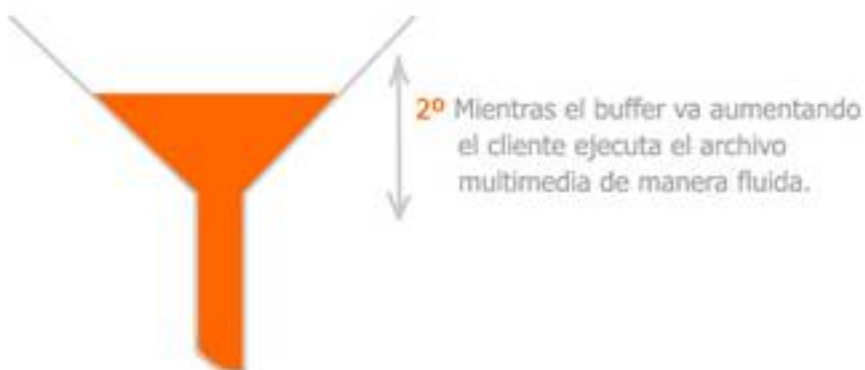 2º Mientras el buffer va aumentando
el cliente ejecuta el archivo
multimedia de manera fluida.